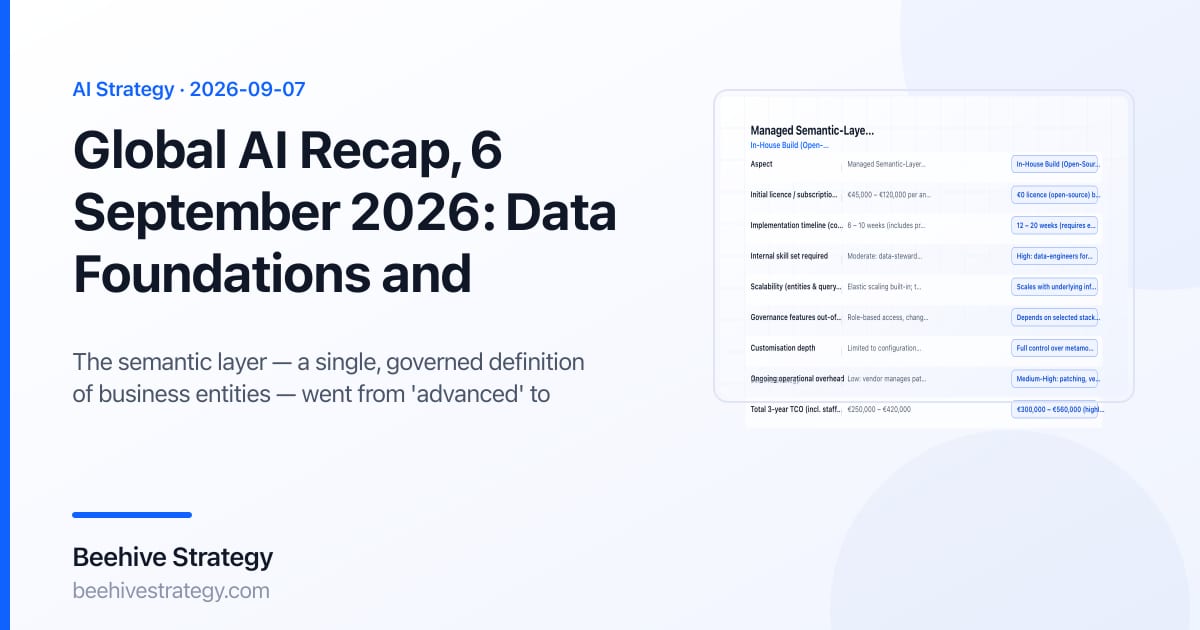 AI Strategy · 2026-09-07
Global AI Recap, 6
September 2026: Data
Foundations and
The semantic layer — a single, governed definition
of business entities — went from 'advanced' to
Beehive Strategy
beehivestrategy.com
Managed Semantic-Laye...
In-House Build (Open-...
Aspect Managed Semantic-Layer... In-House Build (Open-Sour...
Initial licence / subscriptio... €45,000 – €120,000 per an... €0 licence (open-source) b...
Implementation timeline (co... 6 – 10 weeks (includes pr... 12 – 20 weeks (requires e...
Internal skill set required Moderate: data-steward... High: data-engineers for...
Scalability (entities & query... Elastic scaling built-in; t... Scales with underlying inf...
Governance features out-of... Role-based access, chang... Depends on selected stack...
Customisation depth Limited to configuration... Full control over metamo...
Ongoing operational overhead Low: vendor manages pat... Medium-High: patching, ve...
Total 3-year TCO (incl. staff... €250,000 – €420,000 €300,000 – €560,000 (highl...